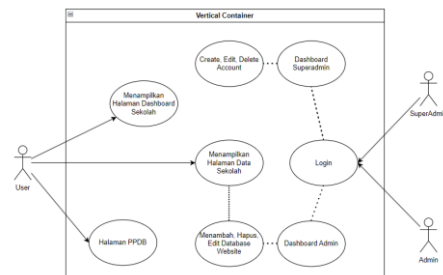 Vertical Container
Create, Edit, Delete
Account
Dashboard
Superadmin
Menampilkan
Halaman Dashboard
Sekolah
SuperAdmin
User
Menampilkan
Halaman Data
Sekolah
Login
Halaman PPDB
Menambah, Hapus,
Edit Database
Website
Dashboard Admin
Admin